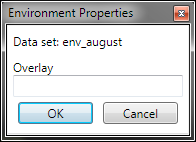 Environment Properties
Data set: env_august
Overlay
OK
Cancel